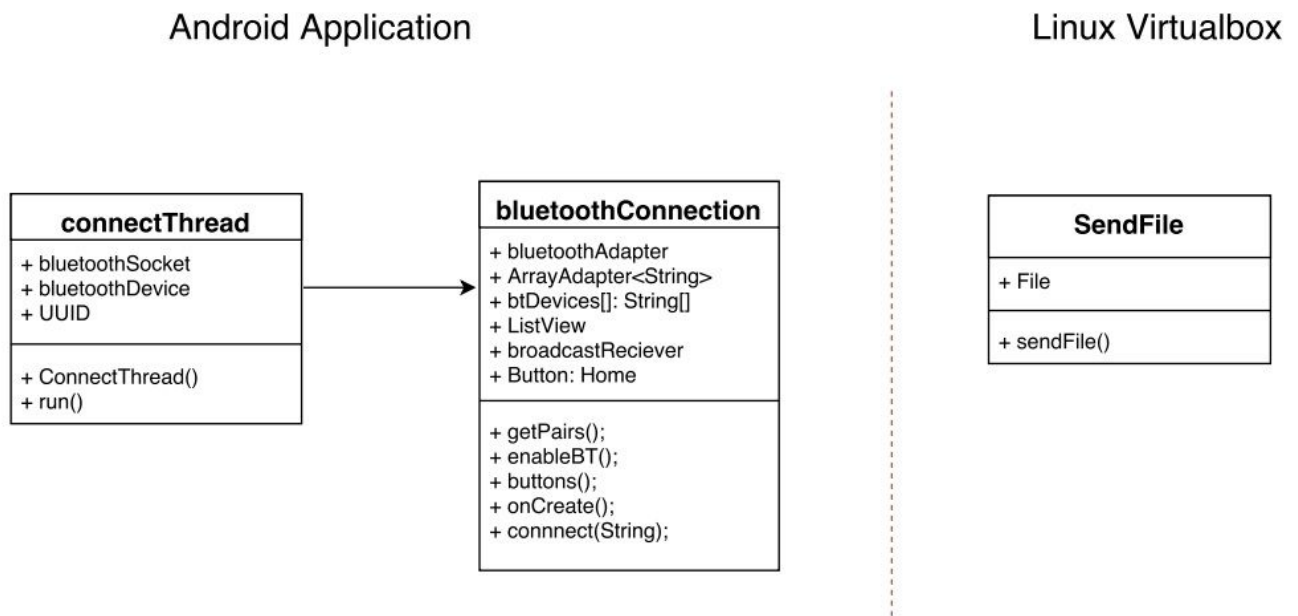 Android Application
Linux Virtualbox
connectThread
+ bluetoothSocket
+ bluetoothDevice
+ UUID
+ ConnectThread()
+ run()
bluetoothConnection
+ bluetoothAdapter
+ ArrayAdapter<String>
+ btDevices[]: String[]
+ ListView
+ broadcastReciever
+ Button: Home
+ getPairs();
+ enableBT();
+ buttons();
+ onCreate();
+ connnect(String);
SendFile
+ File
+ sendFile()